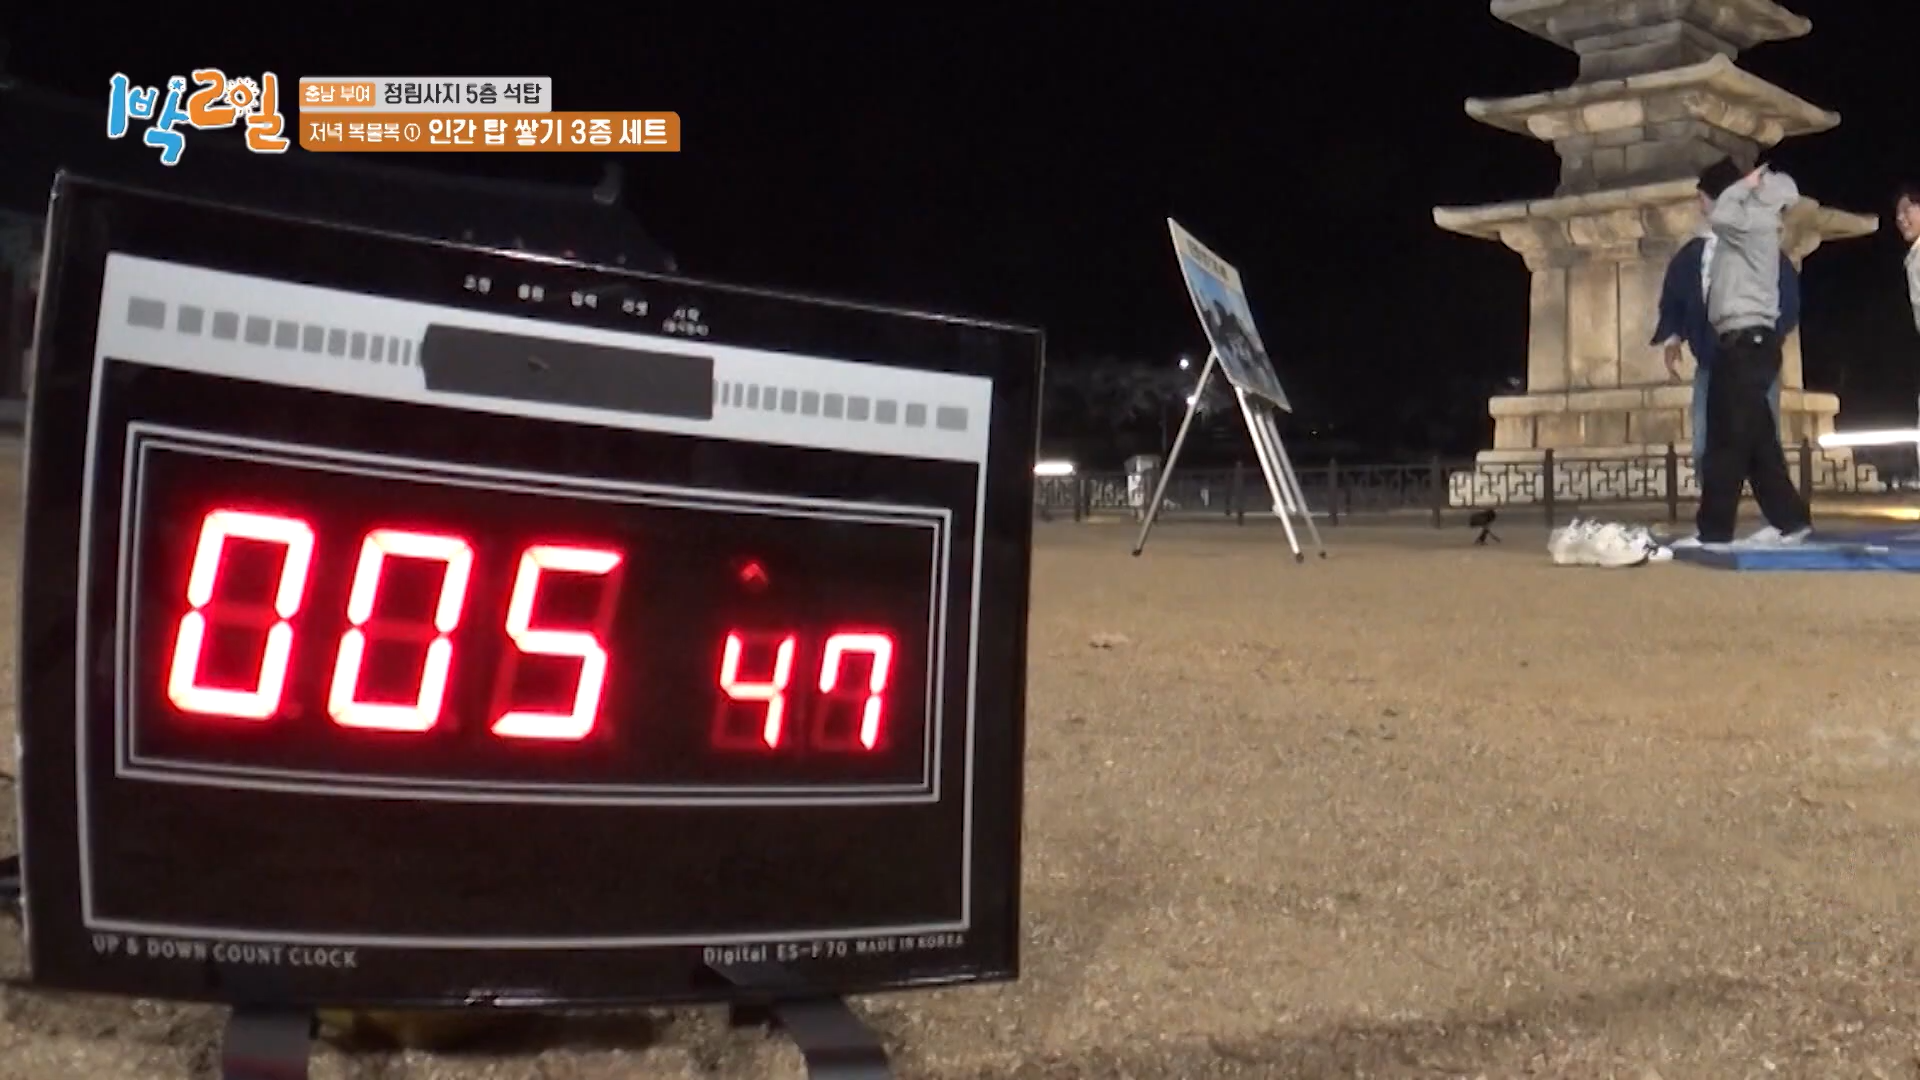 1박2일
충남 부여 정림사지 5층 석탑
저녁 복불복 ① 인간 탑 쌓기 3종 세트
005 47
UP & DOWN COUNT CLOCK
Digital ES-F70 MADE IN KOREA